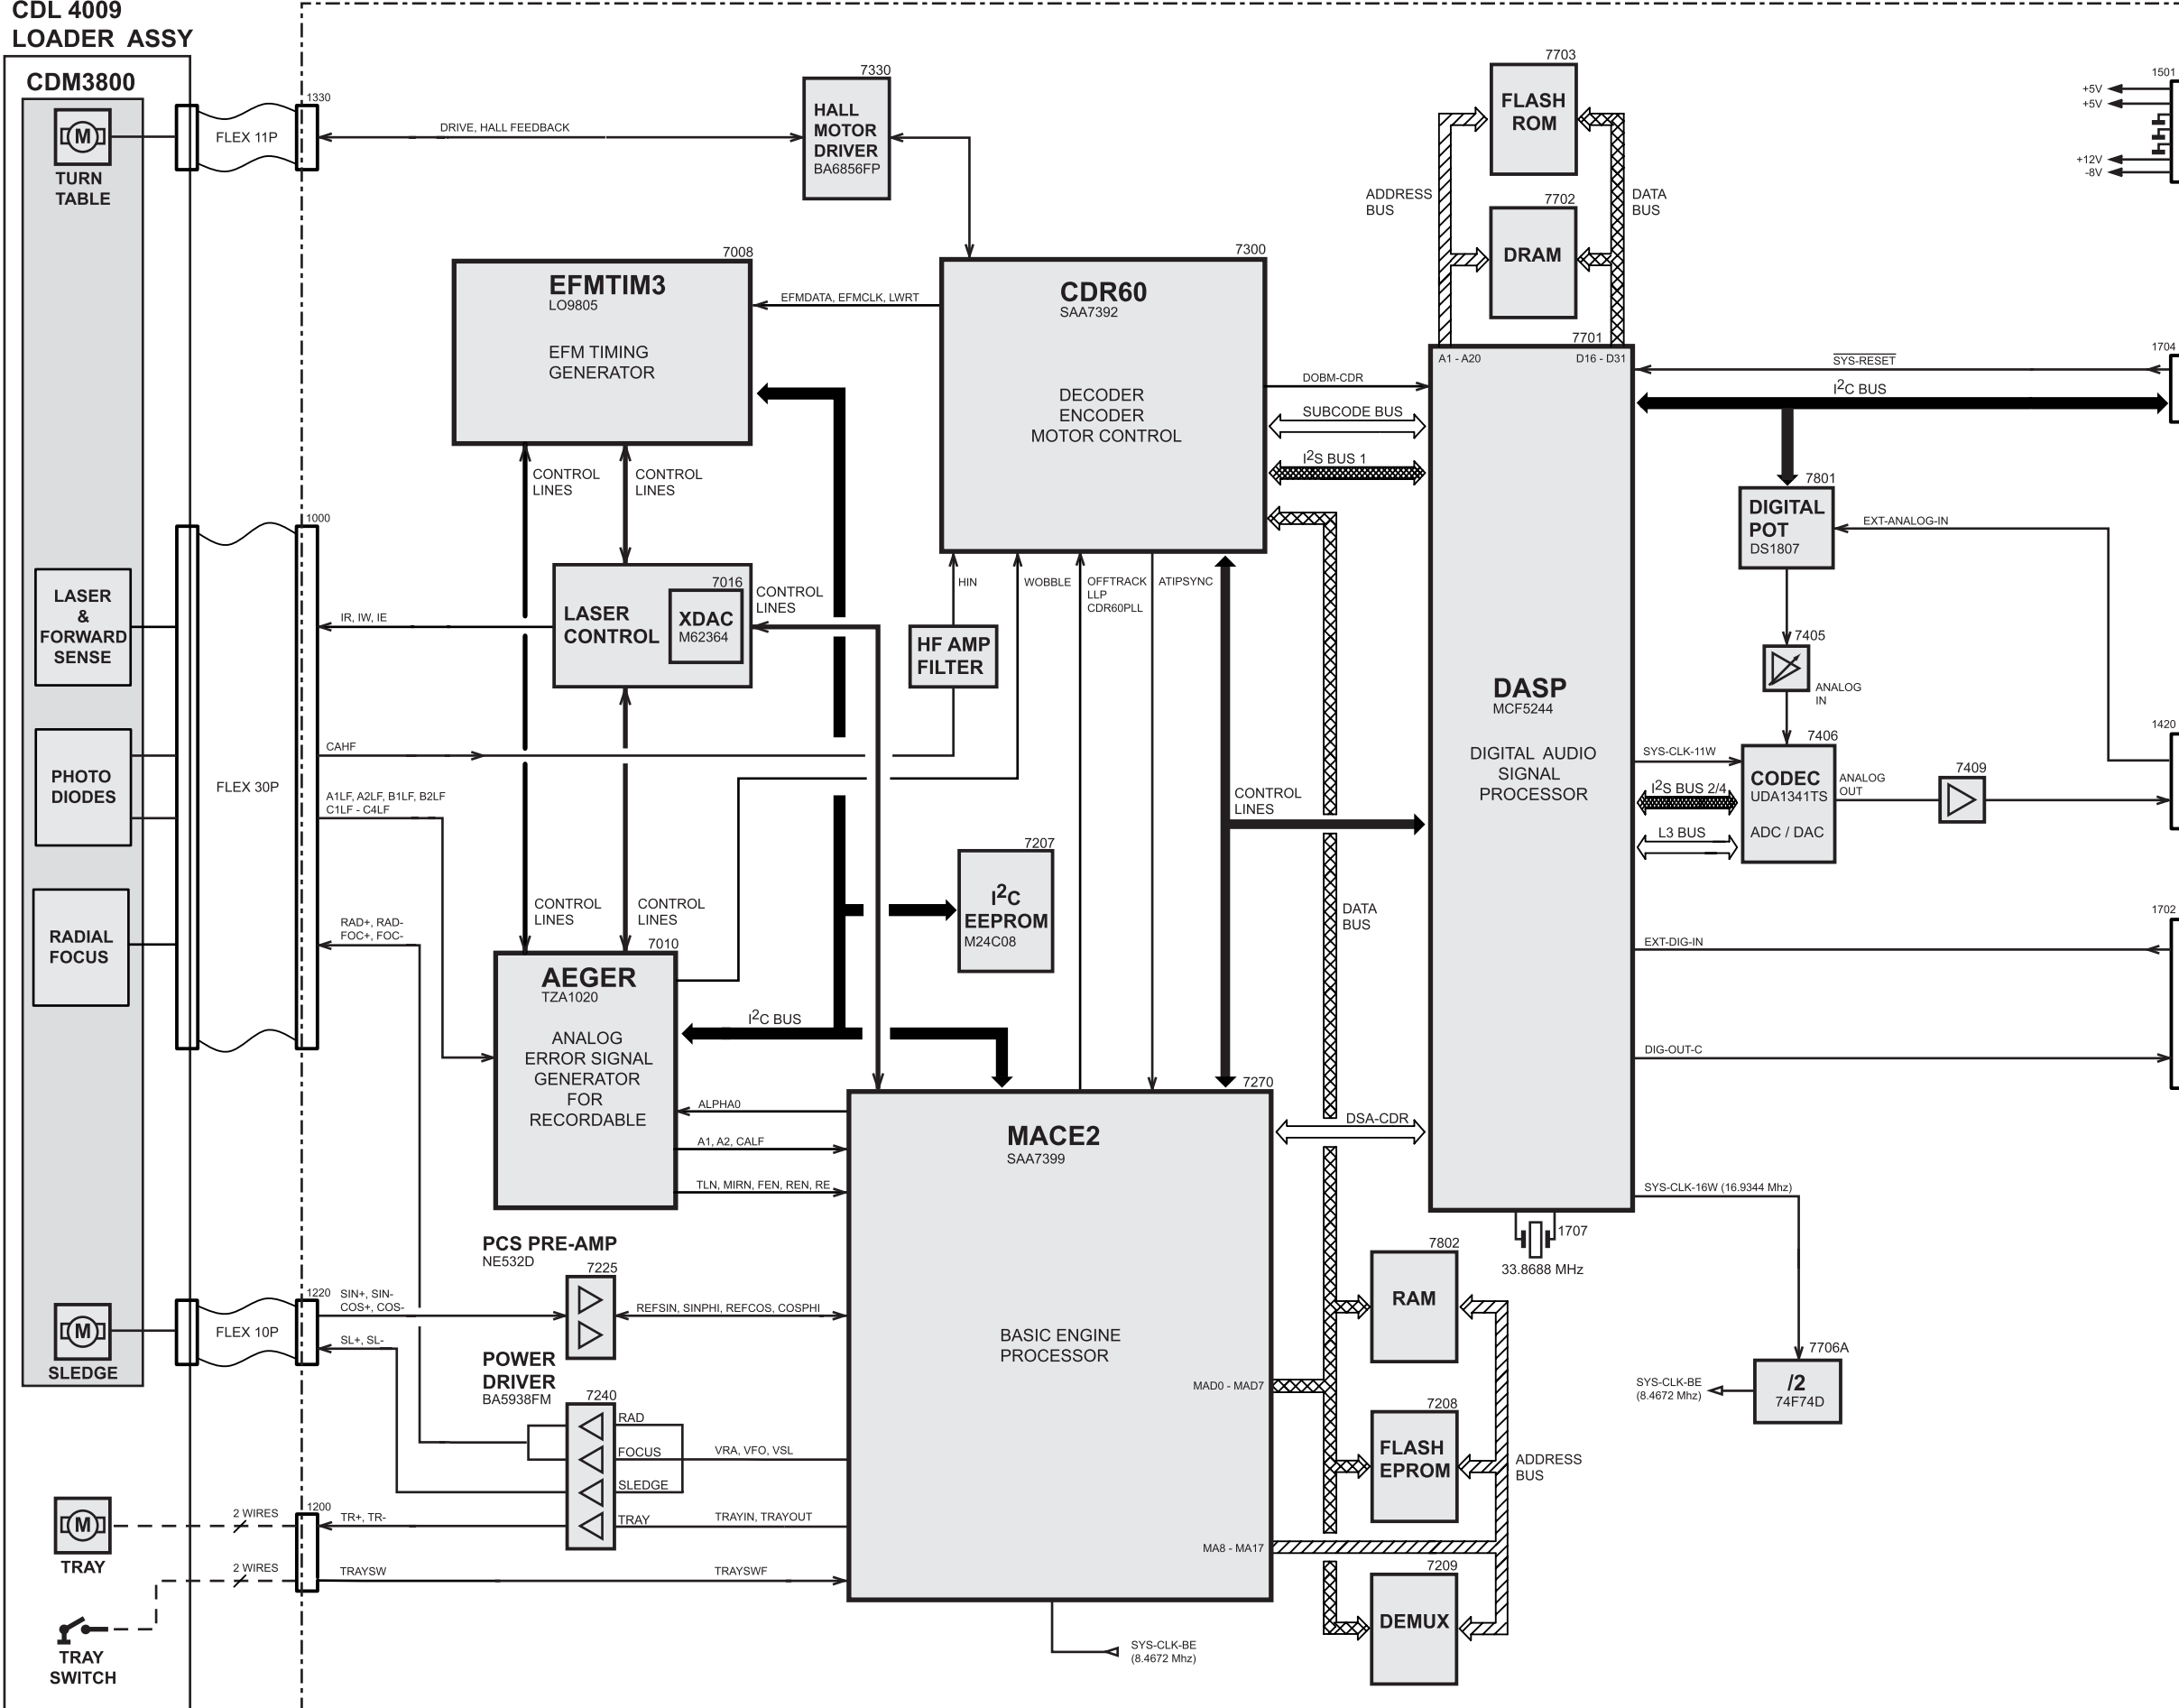 CDL 4009
LOADER ASSY
CDM3800
M
TURN
TABLE
FLEX 11P
1330
DRIVE, HALL FEEDBACK
7330
HALL
MOTOR
DRIVER
BA6856FP
7703
FLASH
ROM
ADDRESS
BUS
DATA
BUS
7702
DRAM
1501
+5V
+5V
+12V
-8V
7008
EFMTIM3
LO9805
EFM TIMING
GENERATOR
EFMDATA, EFMCLK, LWRT
7300
CDR60
SAA7392
DECODER
ENCODER
MOTOR CONTROL
7701
A1 - A20
D16 - D31
DOBM-CDR
SUBCODE BUS
I2S BUS 1
1704
SYS-RESET
I2C BUS
CONTROL
LINES
CONTROL
LINES
7801
DIGITAL
POT
DS1807
EXT-ANALOG-IN
1000
LASER
&
FORWARD
SENSE
IR, IW, IE
LASER
CONTROL
7016
XDAC
M62364
CONTROL
LINES
HIN
WOBBLE
OFFTRACK
LLP
CDR60PLL
ATIPSYNC
HF AMP
FILTER
7405
ANALOG
IN
DASP
MCF5244
DIGITAL AUDIO
SIGNAL
PROCESSOR
PHOTO
DIODES
FLEX 30P
CAHF
A1LF, A2LF, B1LF, B2LF
C1LF - C4LF
CONTROL
LINES
SYS-CLK-11W
I2S BUS 2/4
L3 BUS
7406
CODEC
UDA1341TS
ADC / DAC
ANALOG
OUT
7409
1420
7207
I2C
EEPROM
M24C08
DATA
BUS
RADIAL
FOCUS
RAD+, RAD-
FOC+, FOC-
CONTROL
LINES
CONTROL
LINES
7010
AEGER
TZA1020
ANALOG
ERROR SIGNAL
GENERATOR
FOR
RECORDABLE
I2C BUS
1702
EXT-DIG-IN
DIG-OUT-C
7270
MACE2
SAA7399
BASIC ENGINE
PROCESSOR
ALPHA0
A1, A2, CALF
TLN, MIRN, FEN, REN, RE
DSA-CDR
SYS-CLK-16W (16.9344 Mhz)
1707
33.8688 MHz
PCS PRE-AMP
NE532D
7225
REFSIN, SINPHI, REFCOS, COSPHI
1220
SIN+, SIN-
COS+, COS-
SL+, SL-
FLEX 10P
M
SLEDGE
7802
RAM
7706A
/2
74F74D
SYS-CLK-BE
(8.4672 Mhz)
POWER
DRIVER
BA5938FM
7240
RAD
FOCUS
SLEDGE
TRAY
VRA, VFO, VSL
TRAYIN, TRAYOUT
MAD0 - MAD7
7208
FLASH
EPROM
ADDRESS
BUS
M
TRAY
2 WIRES
1200
TR+, TR-
2 WIRES
TRAYSW
TRAYSWF
MA8 - MA17
7209
DEMUX
TRAY
SWITCH
SYS-CLK-BE
(8.4672 Mhz)